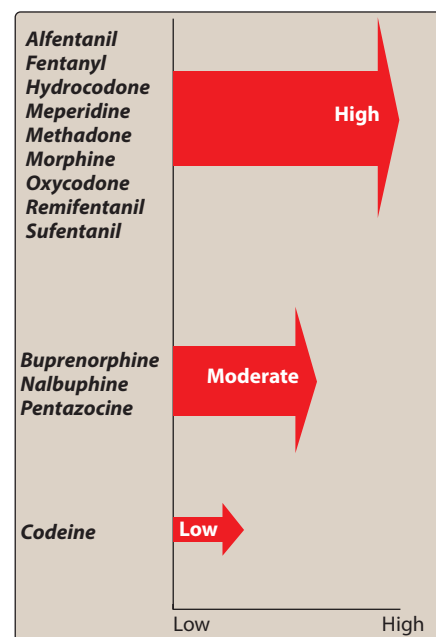 Alfentanil
Fentanyl
Hydrocodone
Meperidine
Methadone
Morphine
Oxycodone
Remifentanil
Sufentanil
High
Buprenorphine
Nalbuphine
Pentazocine
Moderate
Codeine
Low
Low
High